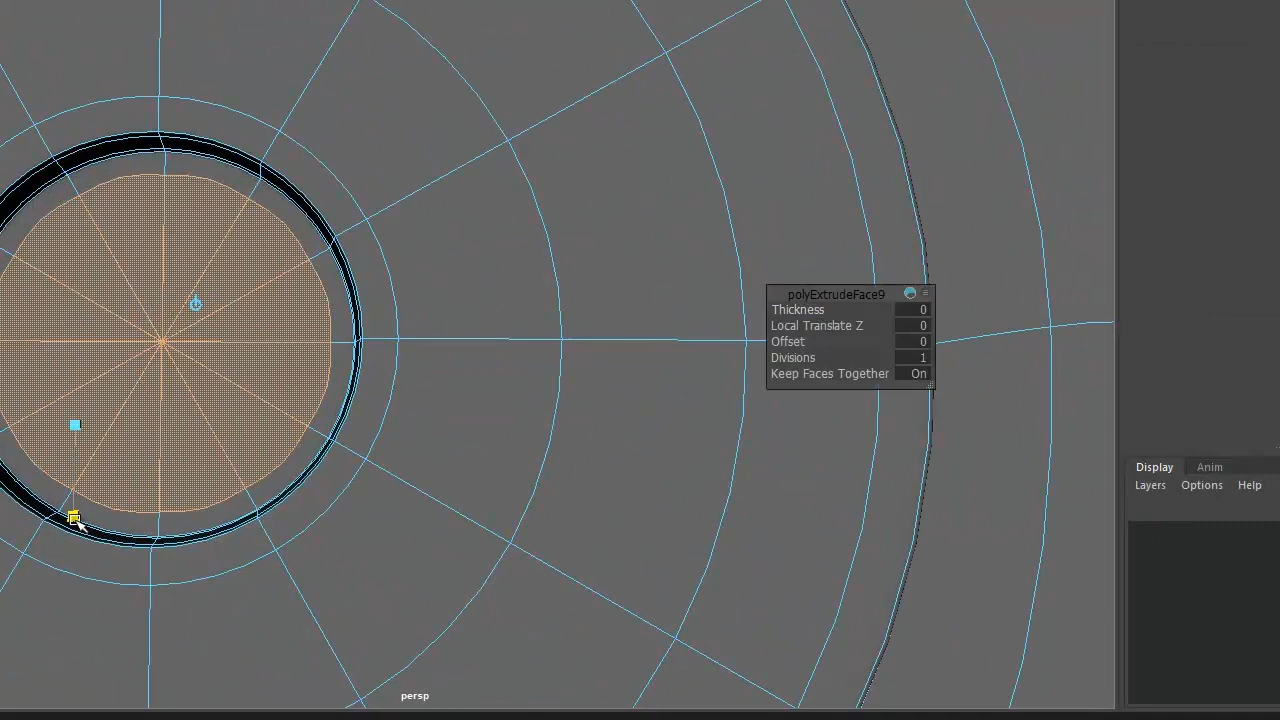 polyExtrudeFace9
Thickness 0
Local Translate Z 0
Offset 0
Divisions 1
Keep Faces Together On
Display Anim
Layers Options Help
persp